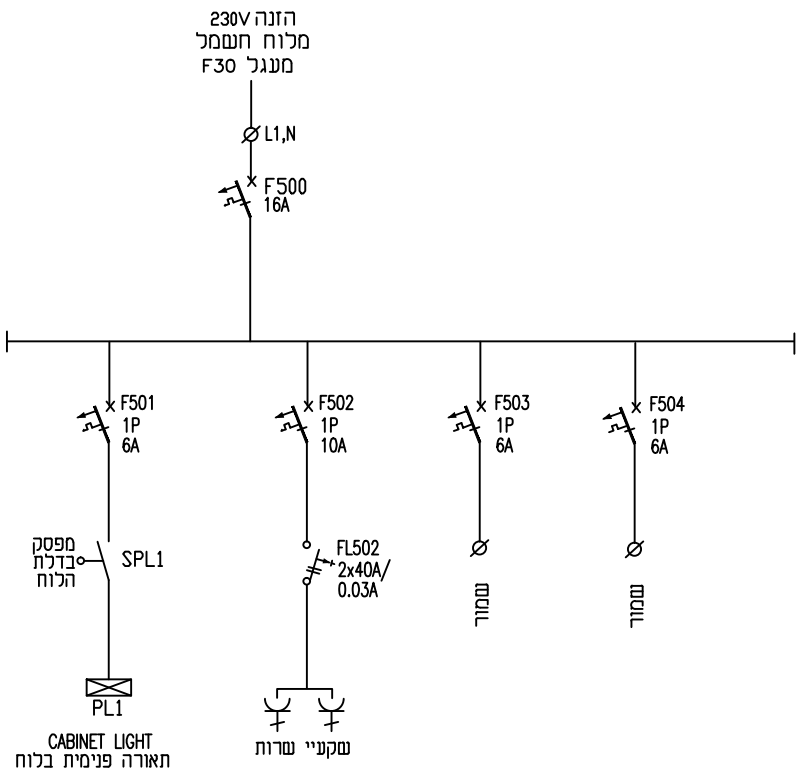 הזנה 230V
מלוח חשמל
מעגל F30
L1,N
F500
16A
F501
1P
6A
F502
1P
10A
F503
1P
6A
F504
1P
6A
מפסק
בדלת
הלוח
SPL1
FL502
2x40A/
0.03A
שמור
שמור
PL1
CABINET LIGHT
תאורה פנימית בלוח
שקעיי שרות